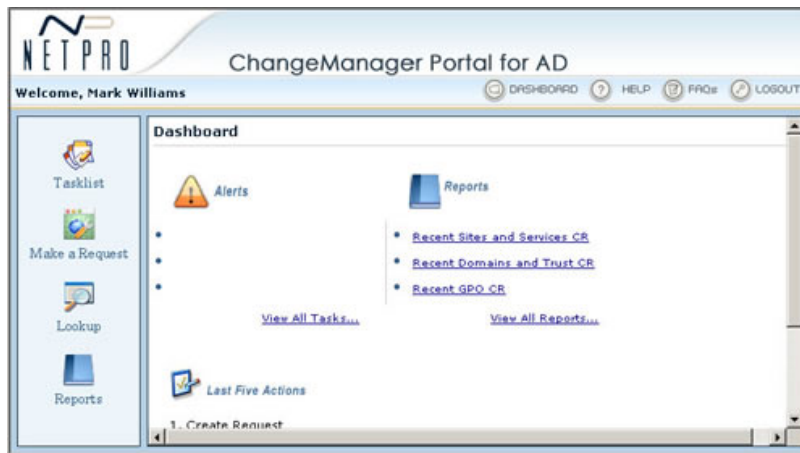 NETPRO
ChangeManager Portal for AD
Welcome, Mark Williams
DASHBOARD
HELP
FAQs
LOGOUT
Tasklist
Make a Request
Lookup
Reports
Dashboard
Alerts
View All Tasks...
Reports
Recent Sites and Services CR
Recent Domains and Trust CR
Recent GPO CR
View All Reports...
Last Five Actions
1. Create Request